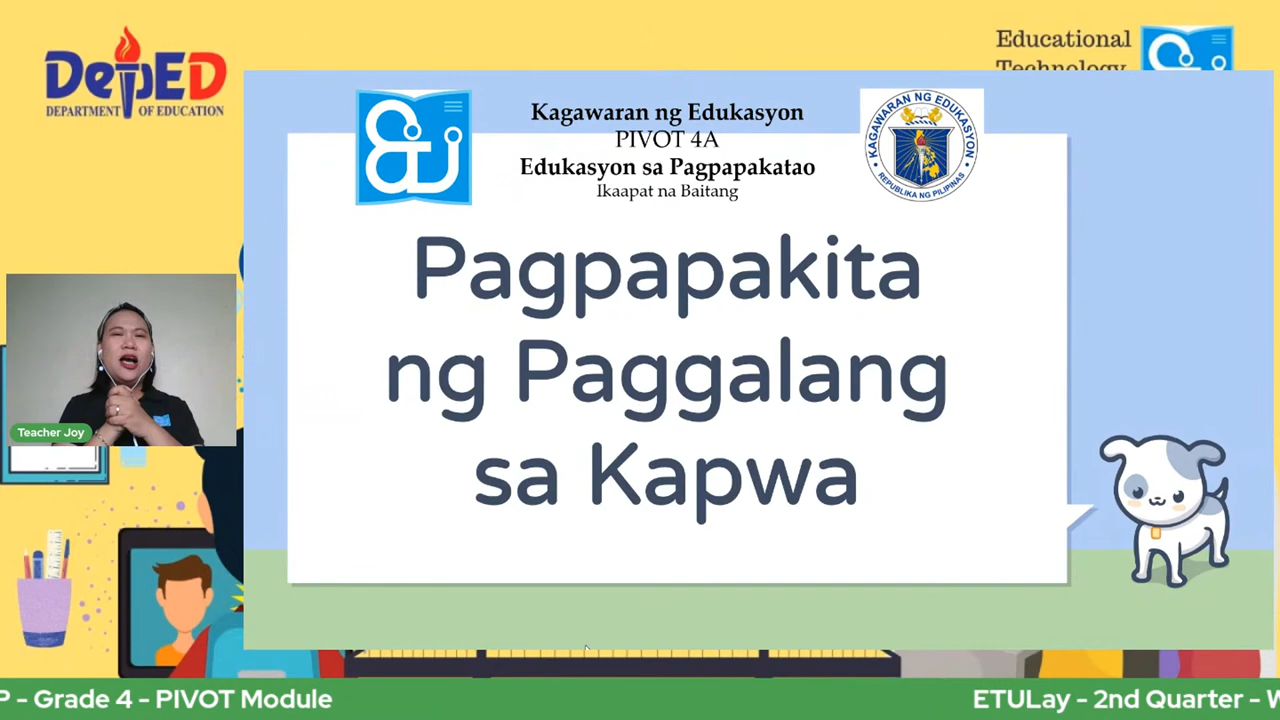 DepED
DEPARTMENT OF EDUCATION
Educational
Technology
Kagawaran ng Edukasyon
PIVOT 4A
Edukasyon sa Pagpapakatao
Ikaapat na Baitang
KAGAWARAN NG EDUKASYON
REPUBLIKA NG PILIPINAS
Pagpapakita
ng Paggalang
sa Kapwa
Teacher Joy
P - Grade 4 - PIVOT Module
ETULay - 2nd Quarter - W